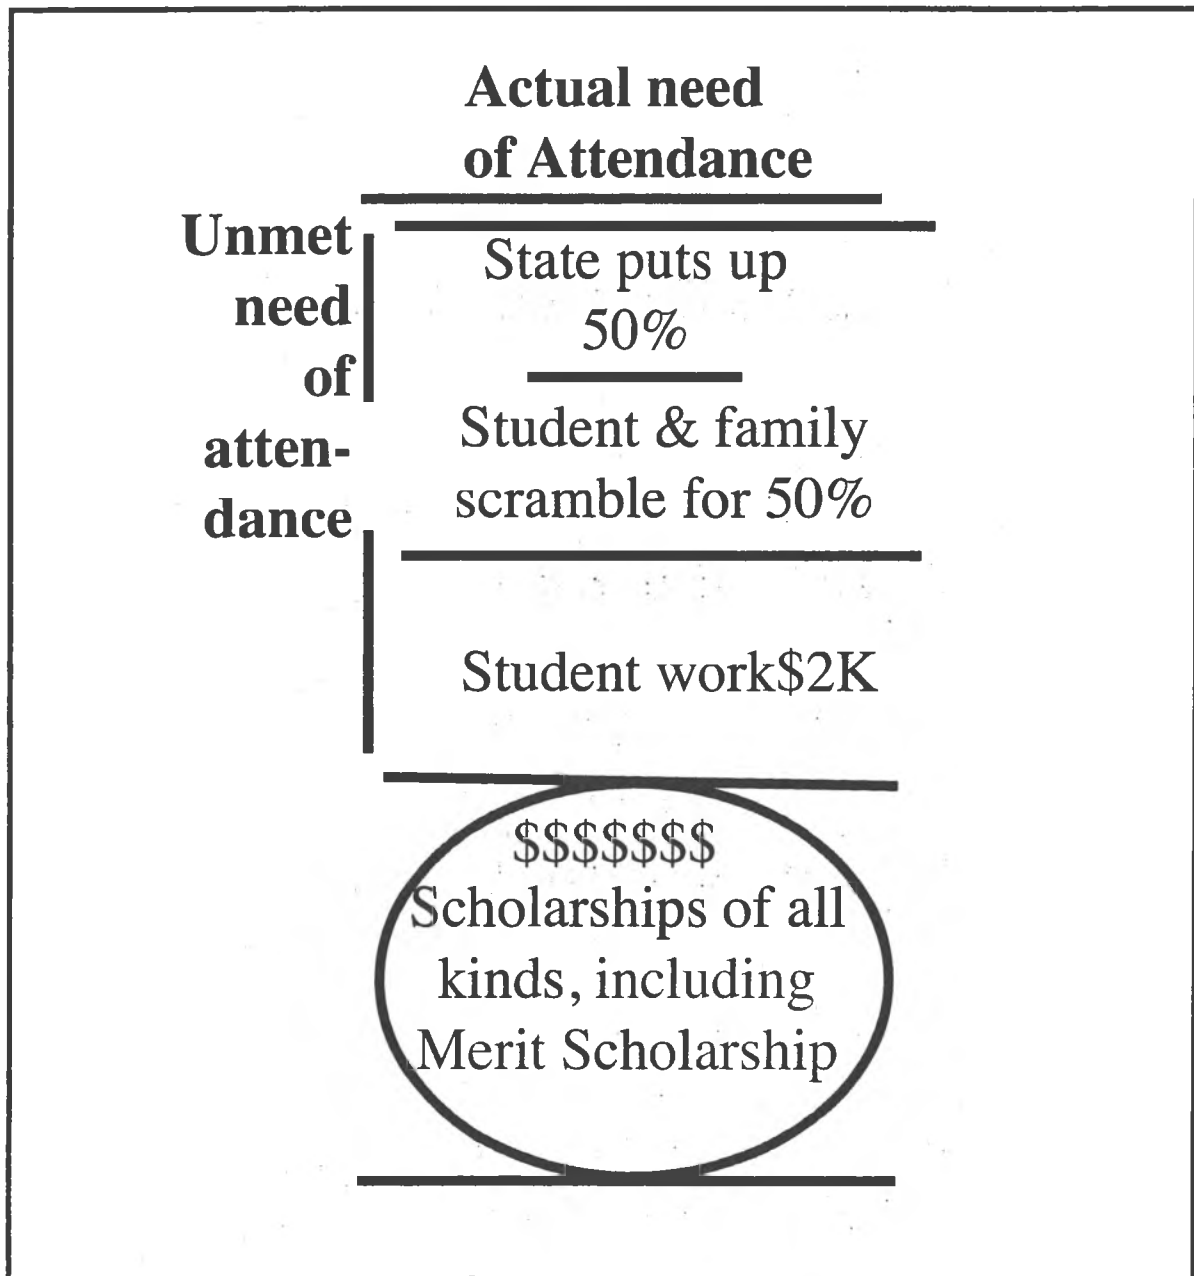 Actual need
of Attendance
Unmet
need
of
atten-
dance
State puts up
50%
Student & family
scramble for 50%
Student work$2K
$$$$$$$
Scholarships of all
kinds, including
Merit Scholarship